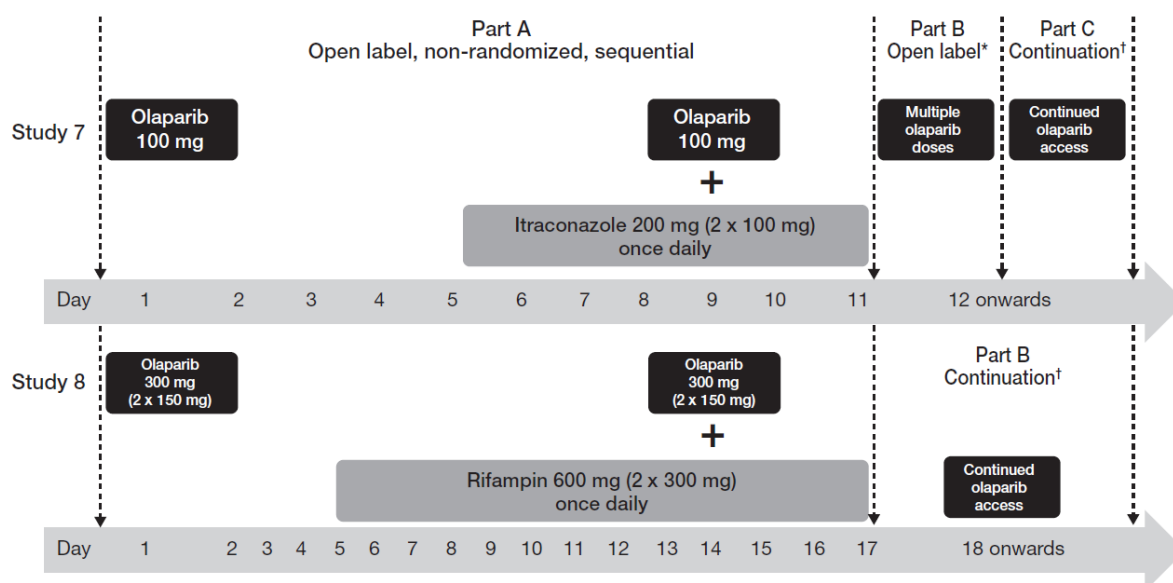 Part A
Open label, non-randomized, sequential
Part B
Open label*
Part C
Continuation†
Study 7
Olaparib
100 mg
Olaparib
100 mg
Multiple
olaparib
doses
Continued
olaparib
access
+
Itraconazole 200 mg (2 x 100 mg)
once daily
Day 1 2 3 4 5 6 7 8 9 10 11 12 onwards
Study 8
Olaparib
300 mg
(2 x 150 mg)
Olaparib
300 mg
(2 x 150 mg)
Part B
Continuation†
+
Rifampin 600 mg (2 x 300 mg)
once daily
Continued
olaparib
access
Day 1 2 3 4 5 6 7 8 9 10 11 12 13 14 15 16 17 18 onwards